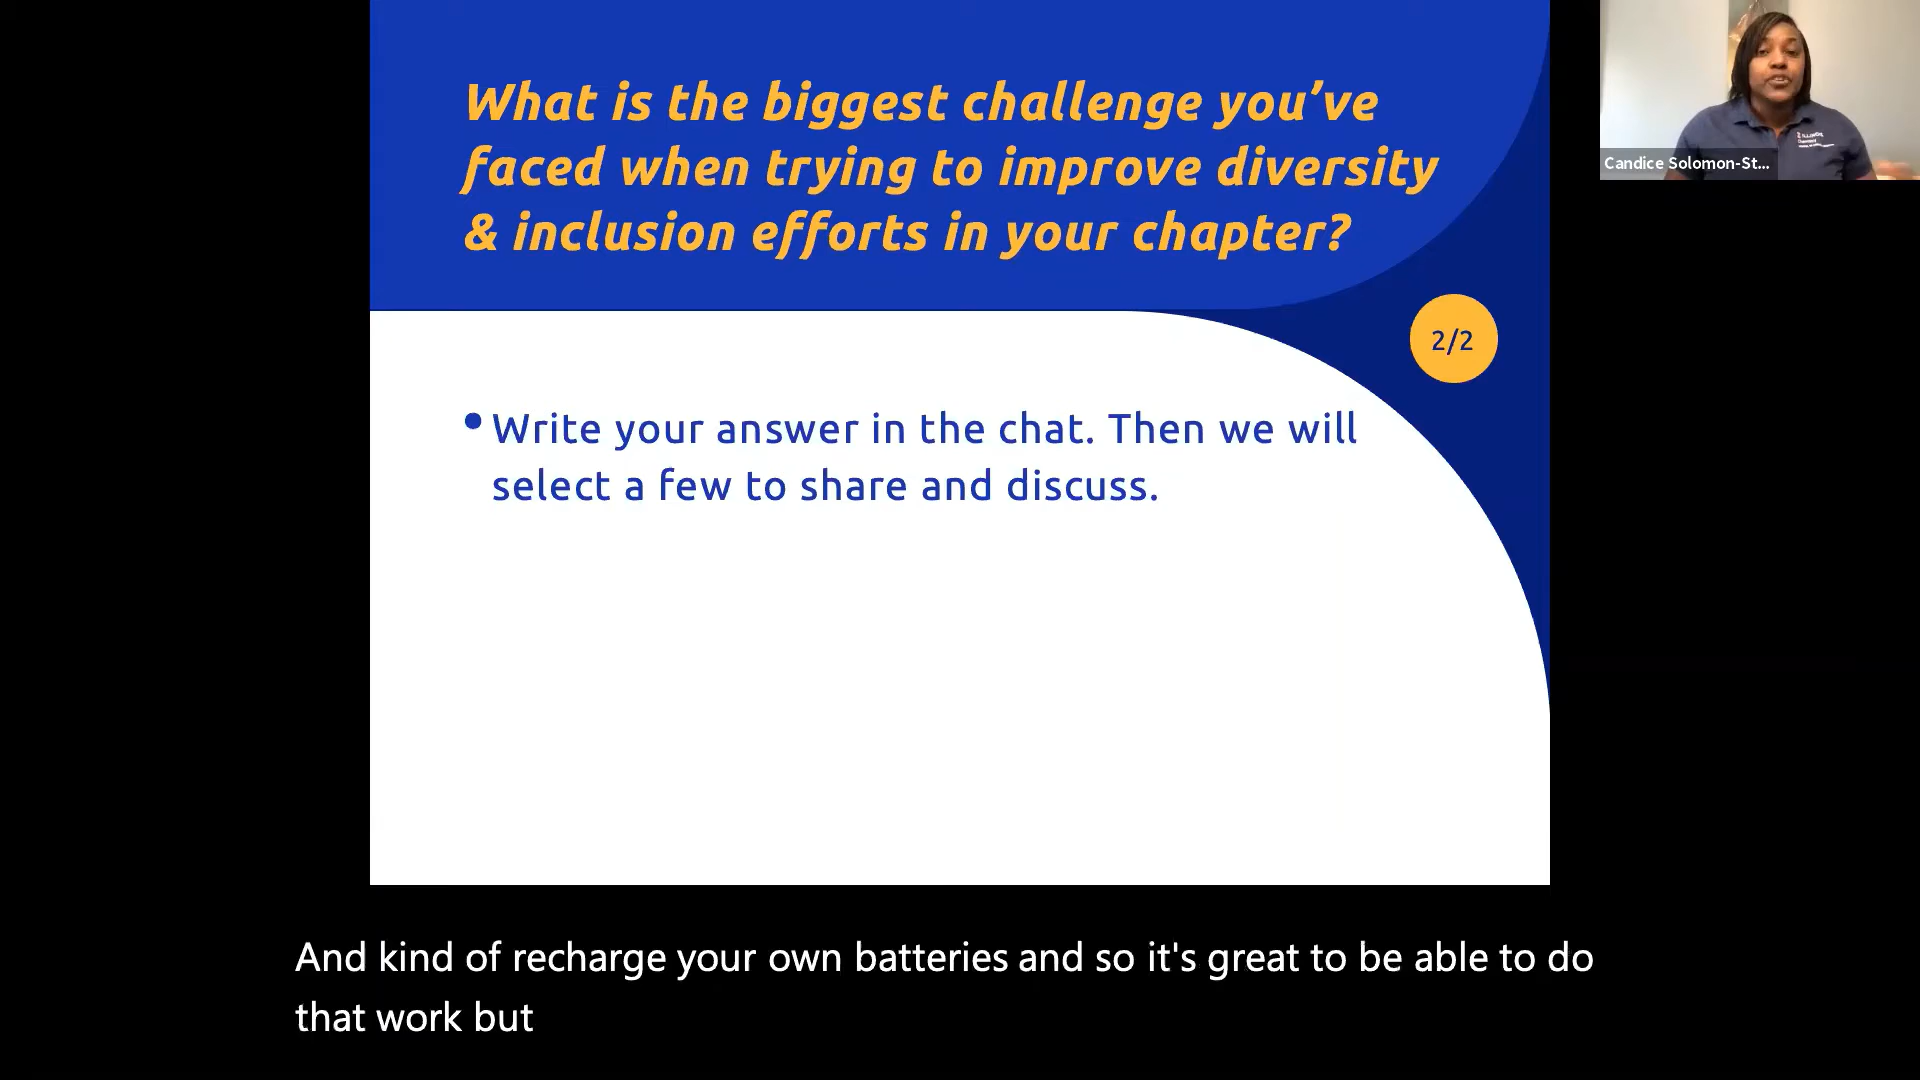 What is the biggest challenge you’ve
faced when trying to improve diversity
& inclusion efforts in your chapter?
2/2
• Write your answer in the chat. Then we will
select a few to share and discuss.
Candice Solomon-St...
ILLINOIS
And kind of recharge your own batteries and so it's great to be able to do
that work but